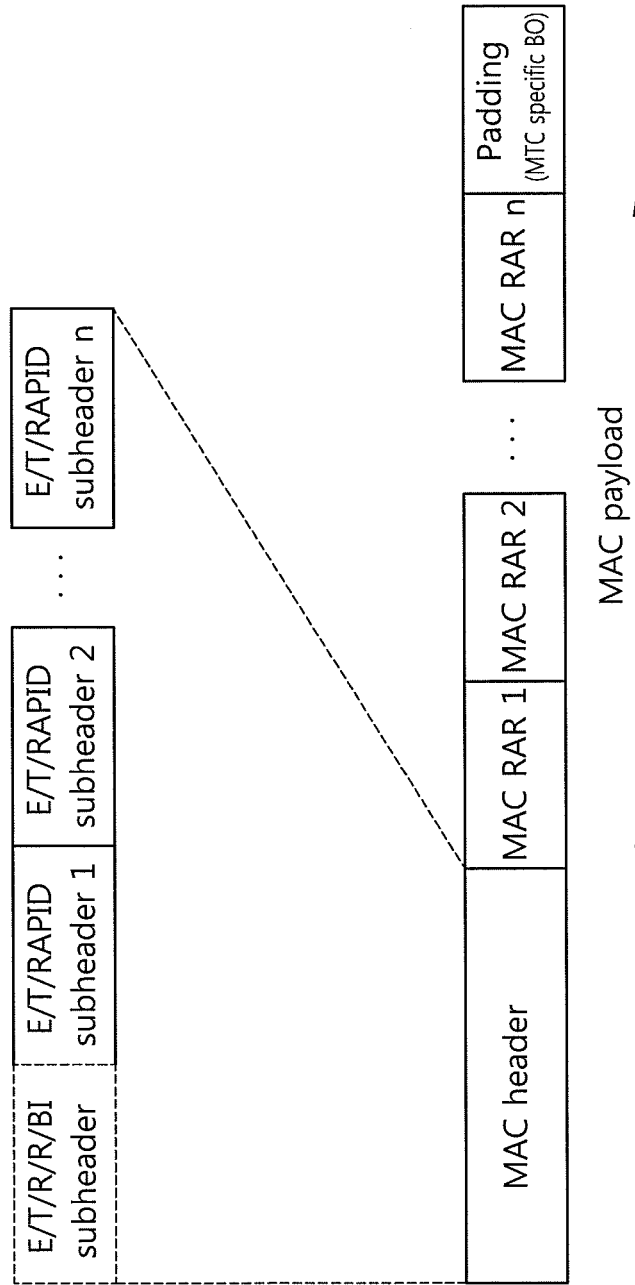 E/T/R/R/BI
subheader
E/T/RAPID
subheader 1
E/T/RAPID
subheader 2
. . .
E/T/RAPID
subheader n
MAC header
MAC RAR 1
MAC RAR 2
. . .
MAC RAR n
Padding
(MTC specific BO)
MAC payload